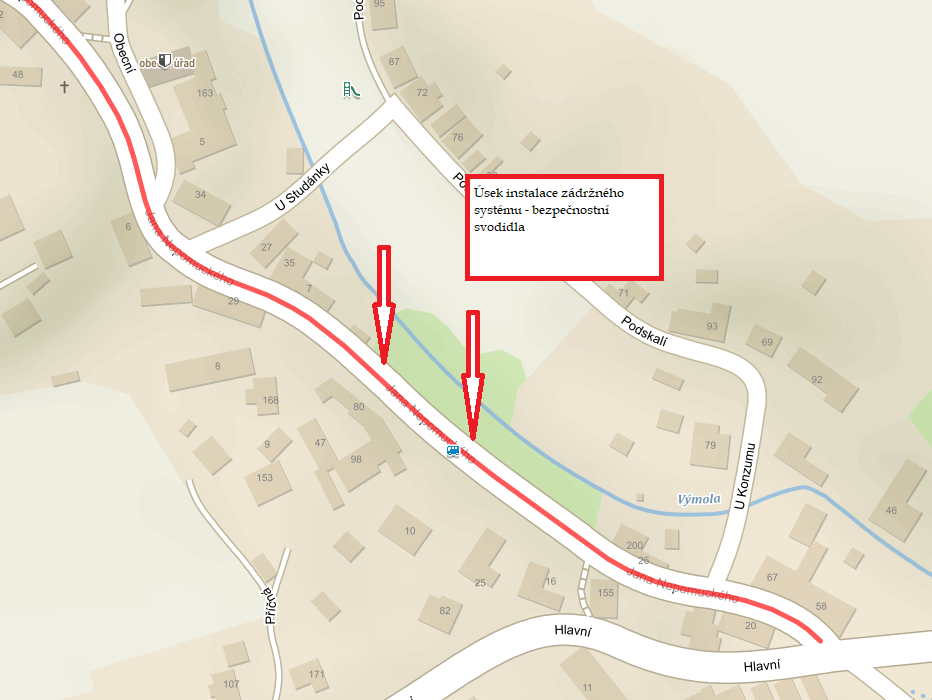 Jana Nepomuckého
95
Obecní
obecní úřad
48
87
163
72
5
76
U Studánky
Úsek instalace zádržného
systému - bezpečnostní
svodidla
34
6
Jana Nepomuckého
27
35
7
29
71
93
Podskalí
69
8
92
Jana Nepomuckého
168
80
9
47
98
79
153
U Konzumu
Výmola
46
10
200
26
Jana Nepomuckého
67
25
16
155
58
Příčná
82
20
Hlavní
Hlavní
171
107
11